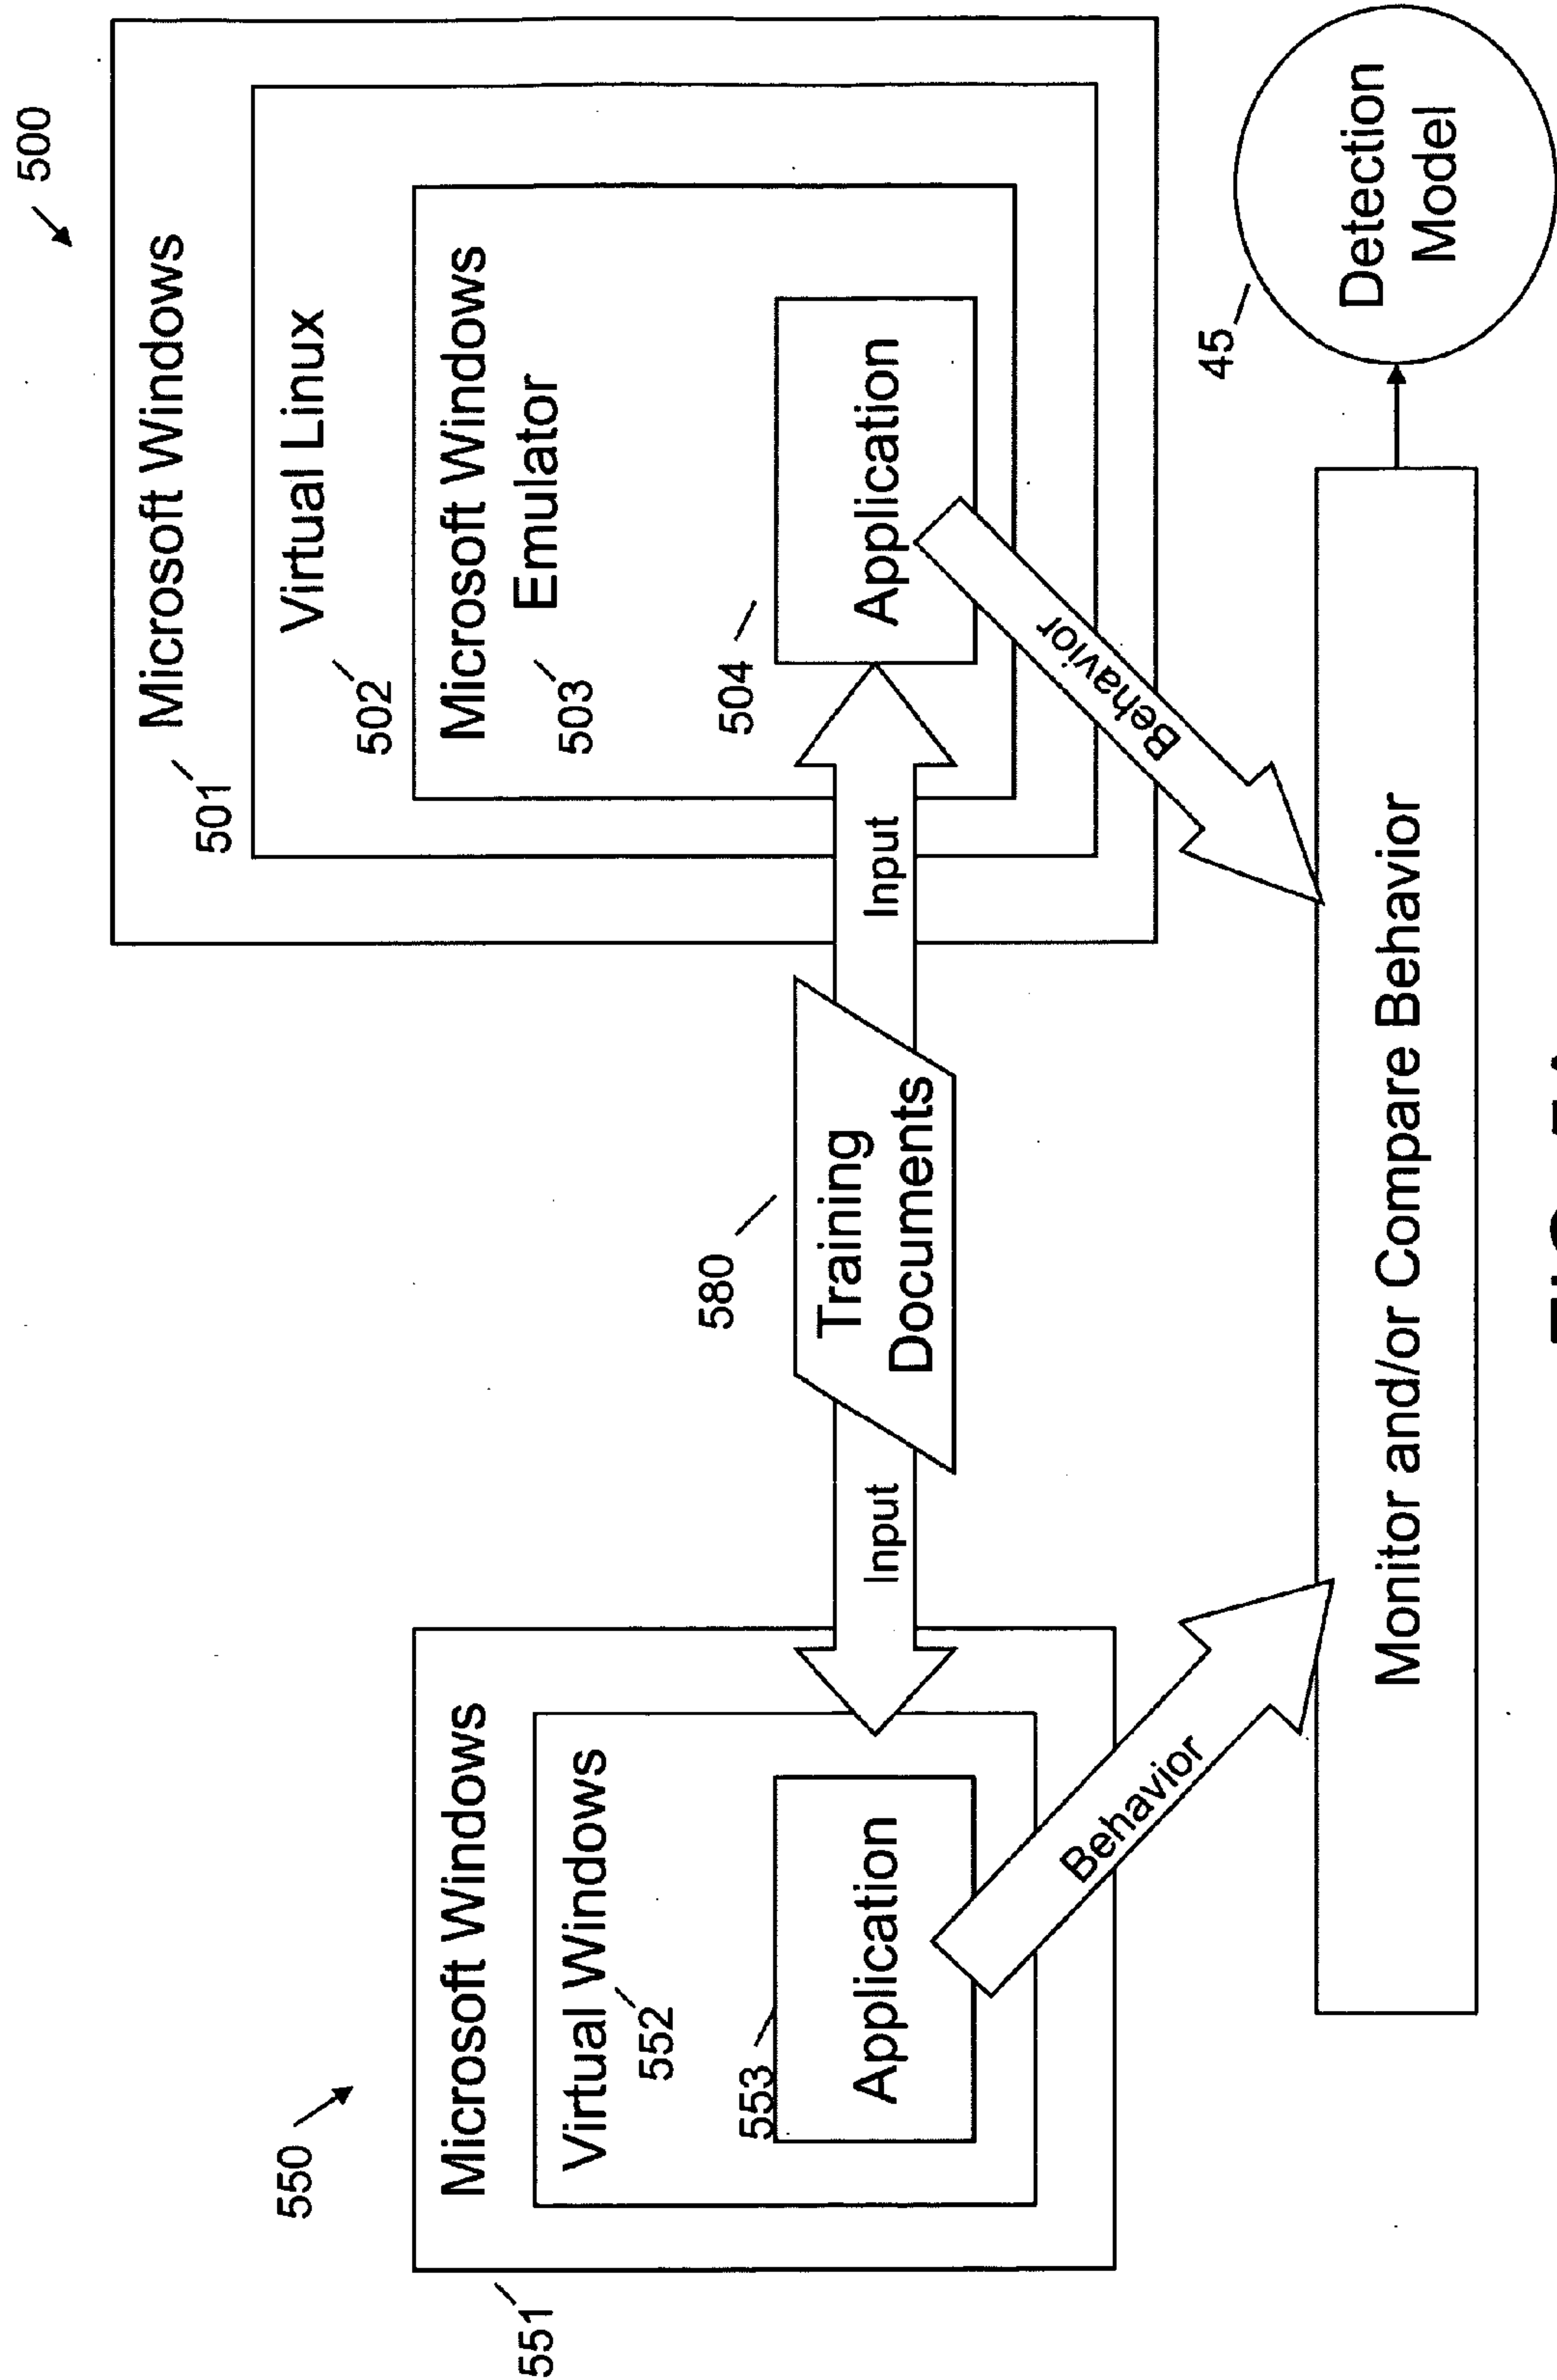 550
551
Microsoft Windows
Virtual Windows
552
553
Application
Behavior
Input
580
Training
Documents
Input
500
501
Microsoft Windows
Virtual Linux
502
Microsoft Windows
Emulator
503
504
Application
Behavior
Monitor and/or Compare Behavior
45
Detection
Model